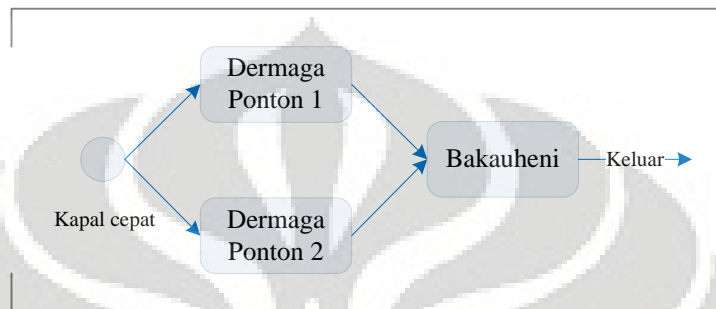 Dermaga
Ponton 1
Bakauheni
Keluar
Kapal cepat
Dermaga
Ponton 2